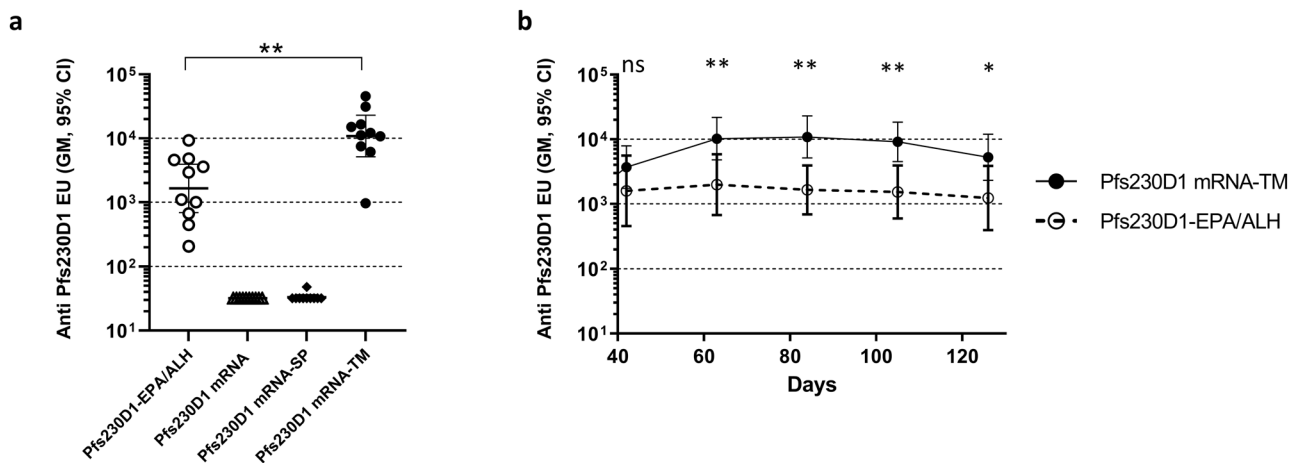 a
**
Anti Pfs230D1 EU (GM, 95% CI)
10⁵
10⁴
10³
10²
10¹
Pfs230D1-EPA/ALH
Pfs230D1 mRNA
Pfs230D1 mRNA-SP
Pfs230D1 mRNA-TM
b
ns ** ** ** *
Anti Pfs230D1 EU (GM, 95% CI)
10⁵
10⁴
10³
10²
10¹
40 60 80 100 120
Days
Pfs230D1 mRNA-TM
Pfs230D1-EPA/ALH